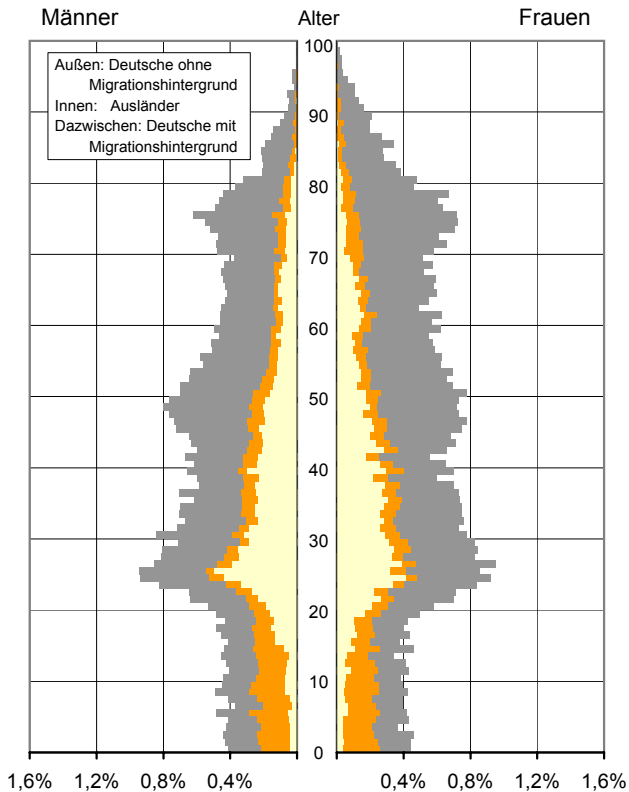 Männer Alter Frauen
Außen: Deutsche ohne
Migrationshintergrund
Innen: Ausländer
Dazwischen: Deutsche mit
Migrationshintergrund
100
90
80
70
60
50
40
30
20
10
0
1,6% 1,2% 0,8% 0,4% 0,4% 0,8% 1,2% 1,6%